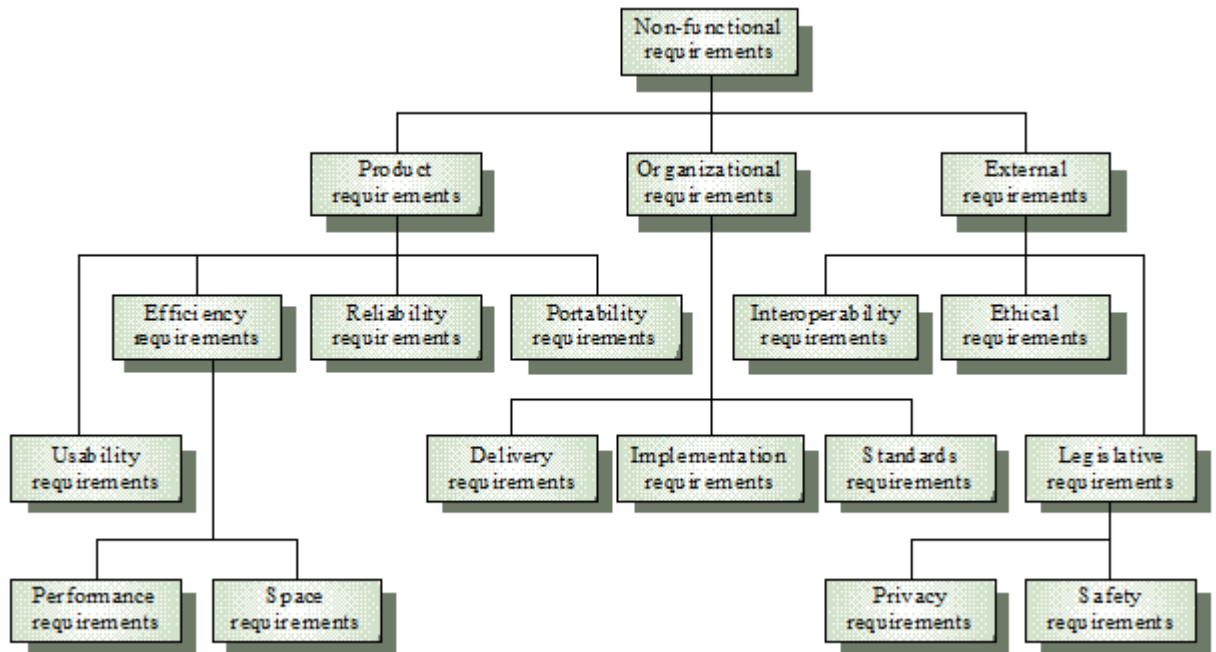 Non-functional
requirements
Product
requirements
Organizational
requirements
External
requirements
Efficiency
requirements
Reliability
requirements
Portability
requirements
Interoperability
requirements
Ethical
requirements
Usability
requirements
Delivery
requirements
Implementation
requirements
Standards
requirements
Legislative
requirements
Performance
requirements
Space
requirements
Privacy
requirements
Safety
requirements